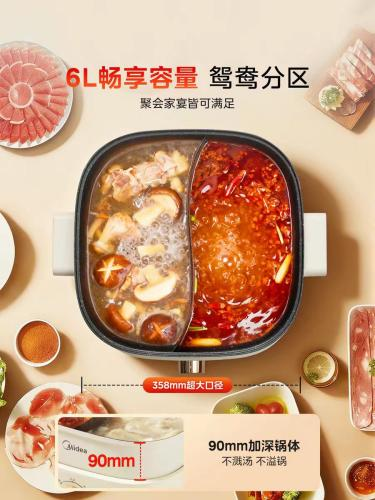 6L畅享容量 鸳鸯分区
聚会家宴皆可满足
358mm超大口径
Midea
90mm
90mm加深锅体
不溅汤 不溢锅